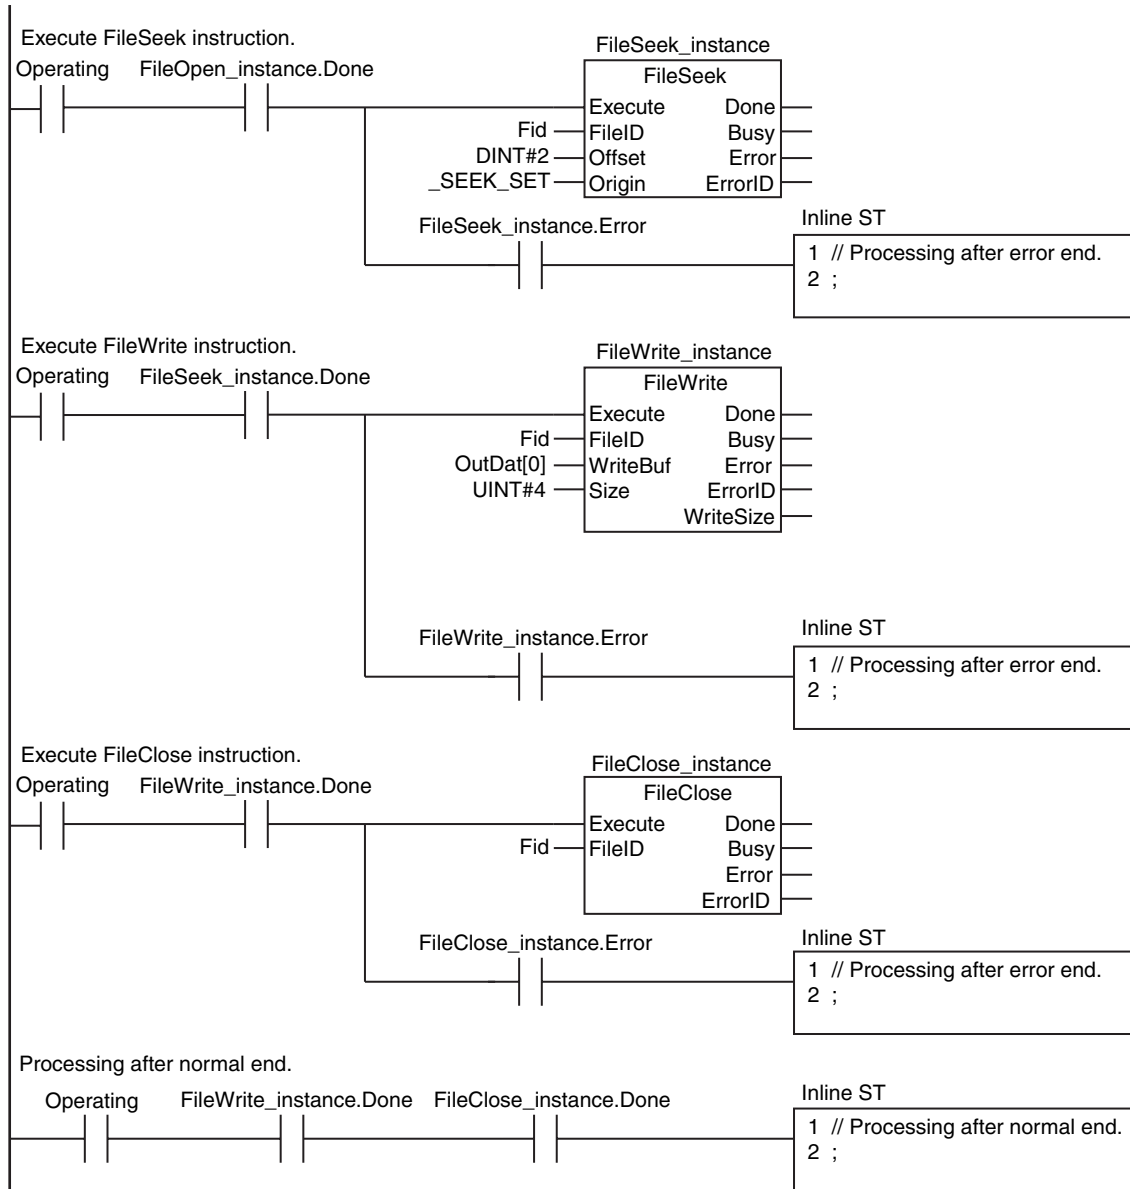 Execute FileSeek instruction.
FileSeek_instance
Operating FileOpen_instance.Done
FileSeek
Execute Done
Fid FileID Busy
DINT#2 Offset Error
_SEEK_SET Origin ErrorID
FileSeek_instance.Error
Inline ST
1 // Processing after error end.
2 ;
Execute FileWrite instruction.
FileWrite_instance
Operating FileSeek_instance.Done
FileWrite
Execute Done
Fid FileID Busy
OutDat[0] WriteBuf Error
UINT#4 Size ErrorID
WriteSize
FileWrite_instance.Error
Inline ST
1 // Processing after error end.
2 ;
Execute FileClose instruction.
FileClose_instance
Operating FileWrite_instance.Done
FileClose
Execute Done
Fid FileID Busy
Error
ErrorID
FileClose_instance.Error
Inline ST
1 // Processing after error end.
2 ;
Processing after normal end.
Operating FileWrite_instance.Done FileClose_instance.Done
Inline ST
1 // Processing after normal end.
2 ;